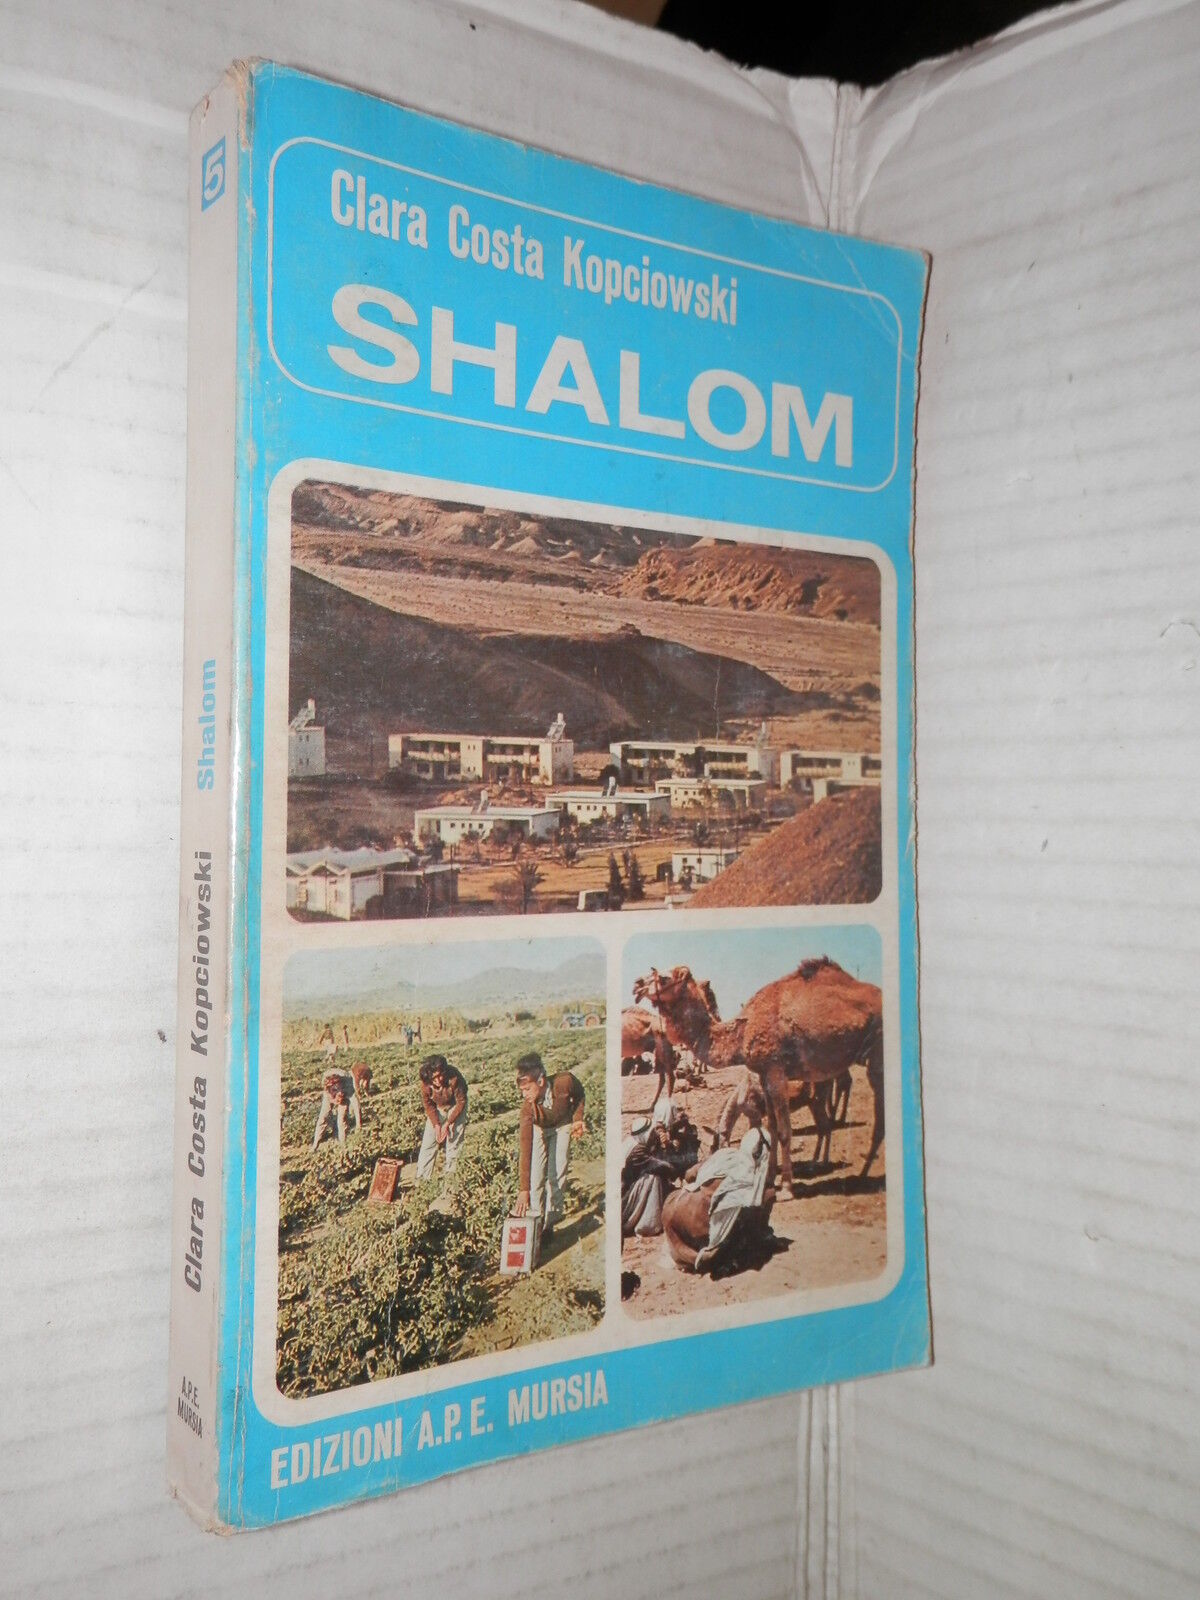 Clara Costa Kopciowski
SHALOM
EDIZIONI A.P.E. MURSIA
5
Clara Costa Kopciowski Shalom
A.P.E.
MURSIA